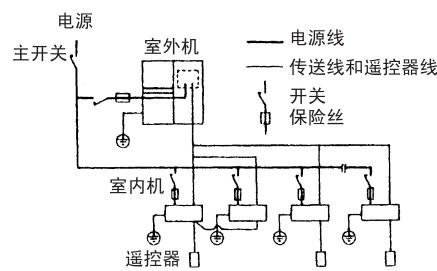 电源
主开关
室外机
电源线
传送线和遥控器线
开关
保险丝
室内机
遥控器